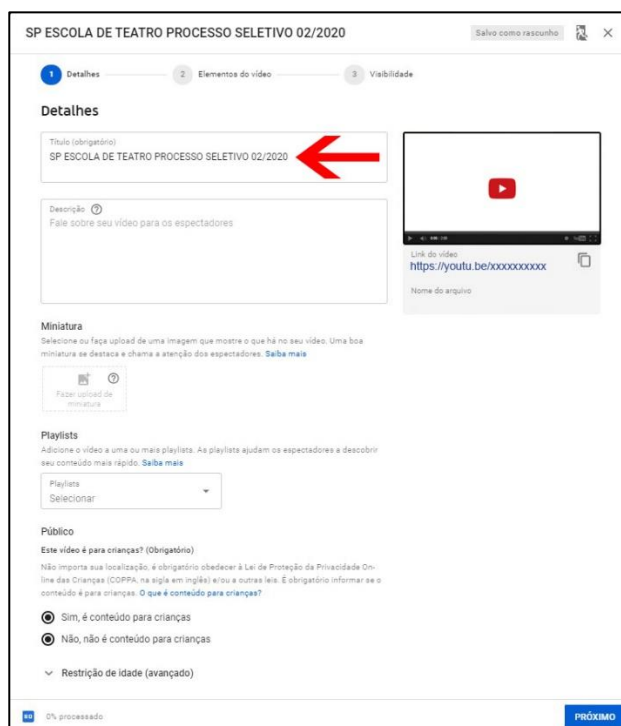 SP ESCOLA DE TEATRO PROCESSO SELETIVO 02/2020
Salvo como rascunho
1 Detalhes 2 Elementos do vídeo 3 Visibilidade
Detalhes
Título (obrigatório)
SP ESCOLA DE TEATRO PROCESSO SELETIVO 02/2020
Descrição
Fale sobre seu vídeo para os espectadores
Link do vídeo
https://youtu.be/xxxxxxxxxx
Nome do arquivo
Miniatura
Selecione ou faça upload de uma imagem que mostre o que há no seu vídeo. Uma boa
miniatura se destaca e chama a atenção dos espectadores. Saiba mais
Fazer upload de
miniatura
Playlists
Adicione o vídeo a uma ou mais playlists. As playlists ajudam os espectadores a descobrir
seu conteúdo mais rápido. Saiba mais
Playlists
Selecionar
Público
Este vídeo é para crianças? (Obrigatório)
Não importa sua localização, é obrigatório obedecer à Lei de Proteção da Privacidade On-
line das Crianças (COPPA, na sigla em inglês) e/ou a outras leis. É obrigatório informar se o
conteúdo é para crianças. O que é conteúdo para crianças?
Sim, é conteúdo para crianças
Não, não é conteúdo para crianças
Restrição de idade (avançado)
0% processado
PRÓXIMO